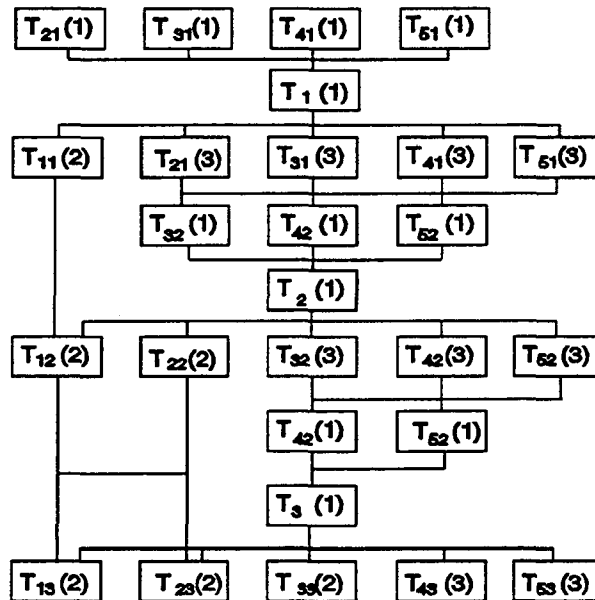 T21(1) T31(1) T41(1) T51(1)
T1 (1)
T11(2) T21(3) T31(3) T41(3) T51(3)
T32(1) T42(1) T52(1)
T2 (1)
T12(2) T22(2) T32(3) T42(3) T52(3)
T42(1) T52(1)
T3 (1)
T13(2) T23(2) T33(2) T43(3) T53(3)